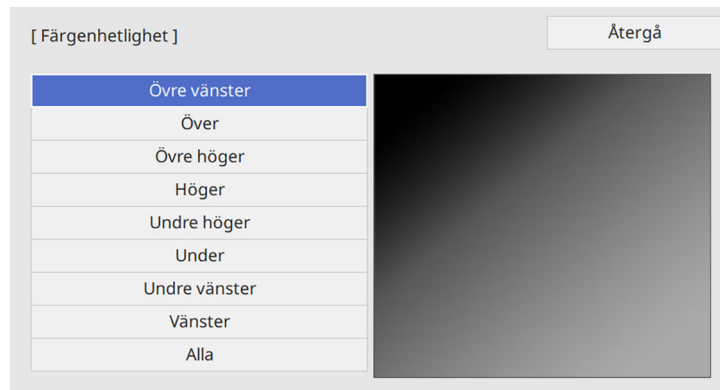 [ Färgenhetlighet ]
Återgå
Övre vänster
Över
Övre höger
Höger
Undre höger
Under
Undre vänster
Vänster
Alla